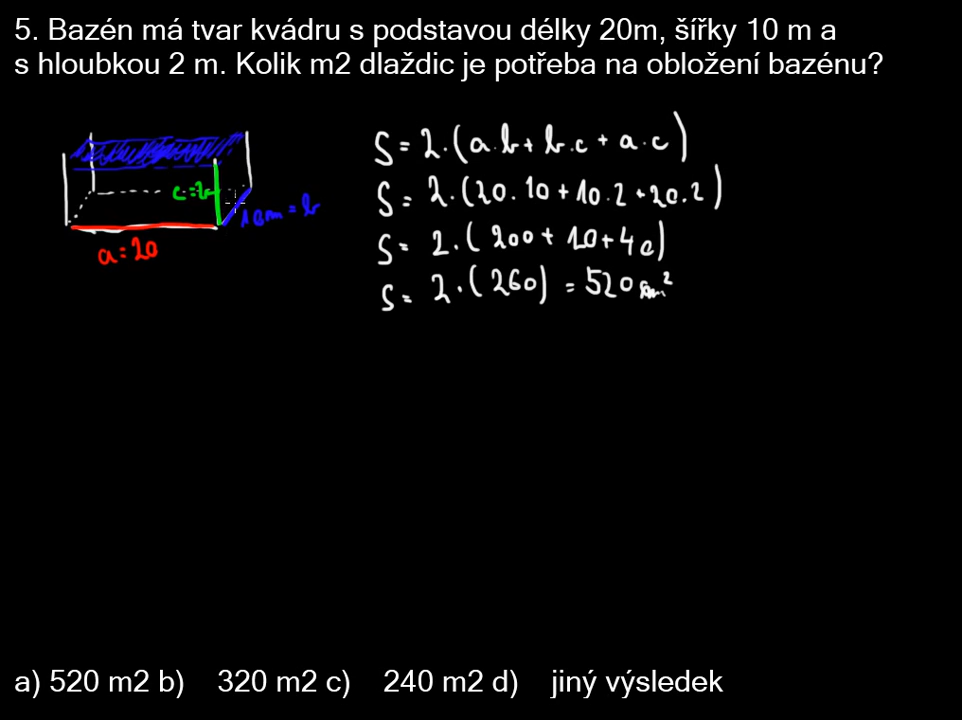 5. Bazén má tvar kvádru s podstavou délky 20m, šířky 10 m a
s hloubkou 2 m. Kolik m2 dlaždic je potřeba na obložení bazénu?
S = 2.(a.b + b.c + a.c)
S = 2.(20.10 + 10.2 + 20.2)
c=2
10m = b
S = 2.(200 + 20 + 40)
a = 20
S = 2.(260) = 520 m²
a) 520 m2 b) 320 m2 c) 240 m2 d) jiný výsledek